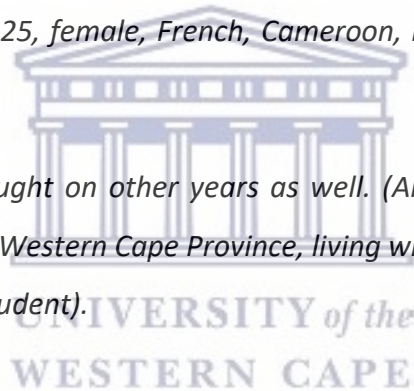 25, female, French, Cameroon,
ught on other years as well.
Western Cape Province, living
udent).
UNIVERSITY of the
WESTERN CAPE